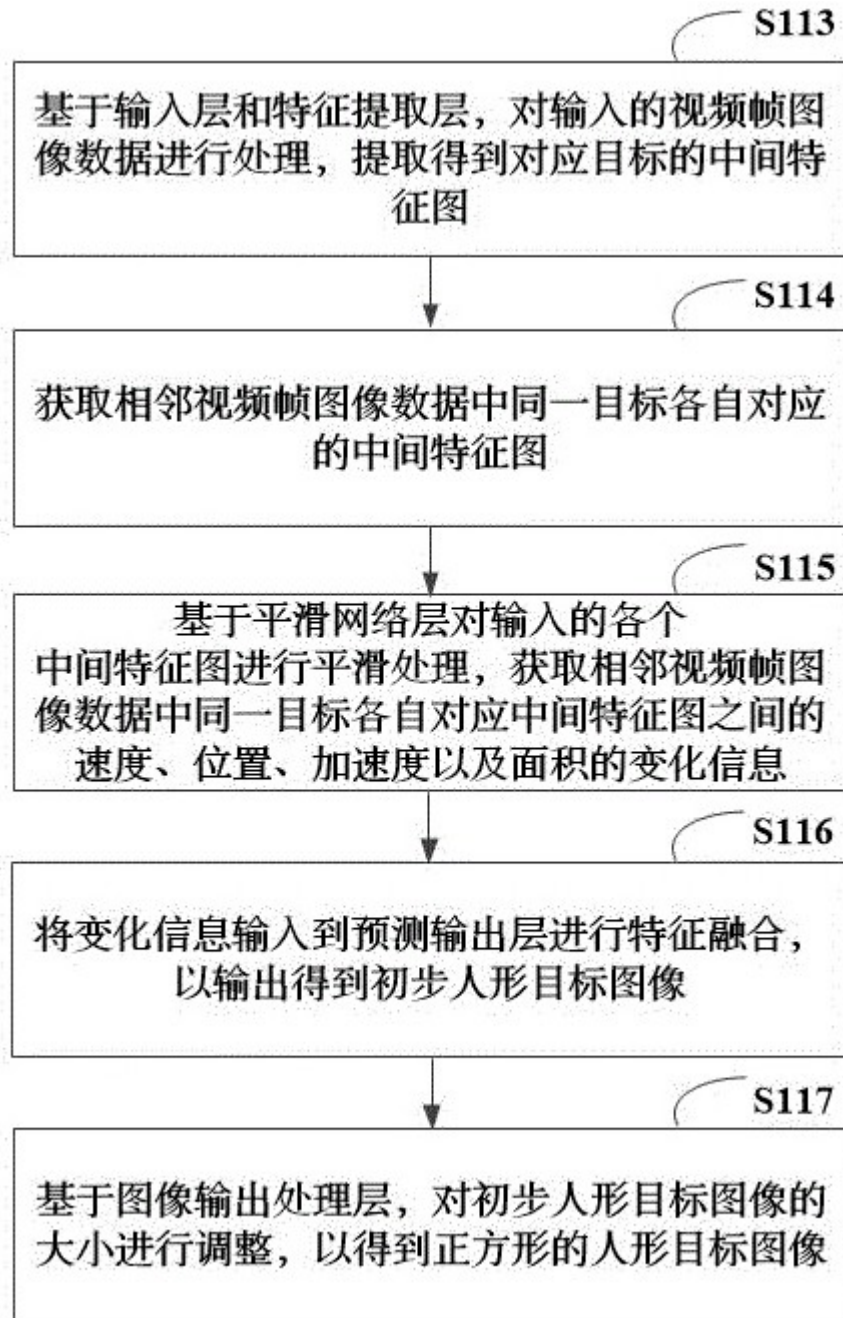 S113
基于输入层和特征提取层，对输入的视频帧图
像数据进行处理，提取得到对应目标的中间特
征图
S114
获取相邻视频帧图像数据中同一目标各自对应
的中间特征图
S115
基于平滑网络层对输入的各个
中间特征图进行平滑处理，获取相邻视频帧图
像数据中同一目标各自对应中间特征图之间的
速度、位置、加速度以及面积的变化信息
S116
将变化信息输入到预测输出层进行特征融合，
以输出得到初步人形目标图像
S117
基于图像输出处理层，对初步人形目标图像的
大小进行调整，以得到正方形的人形目标图像